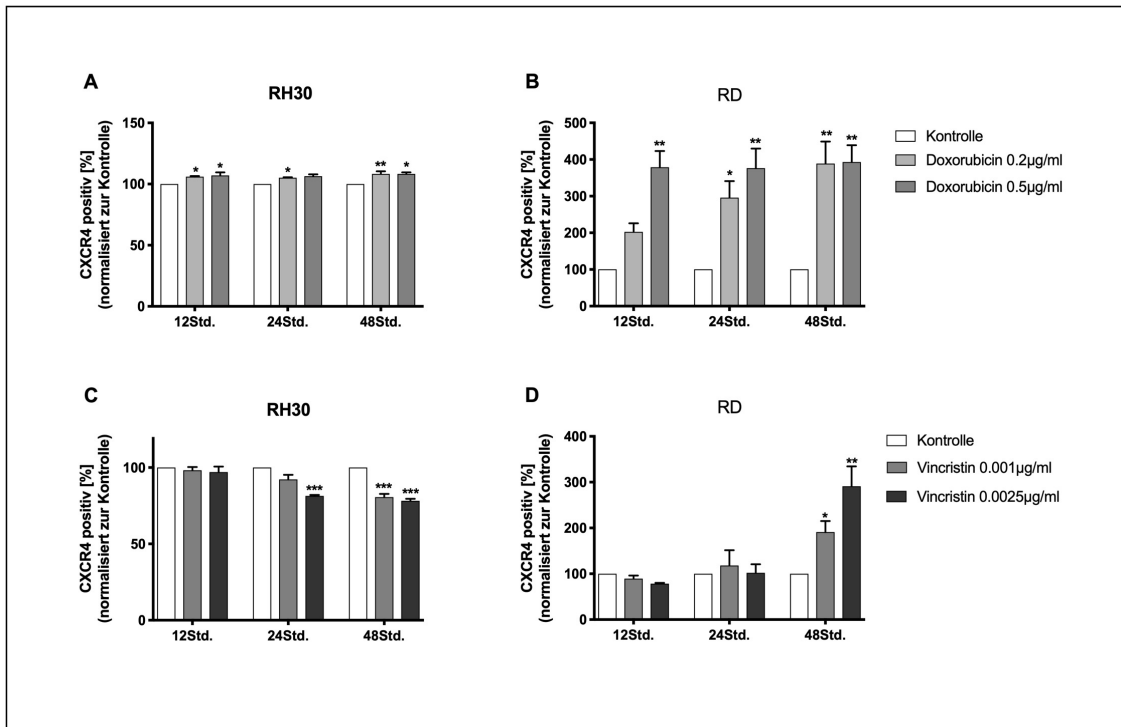 A
RH30
CXCR4 positiv [%]
(normalisiert zur Kontrolle)
150
100
50
0
* *
*
** *
12Std. 24Std. 48Std.
B
RD
CXCR4 positiv [%]
(normalisiert zur Kontrolle)
500
400
300
200
100
0
**
* **
** **
12Std. 24Std. 48Std.
Kontrolle
Doxorubicin 0.2µg/ml
Doxorubicin 0.5µg/ml
C
RH30
CXCR4 positiv [%]
(normalisiert zur Kontrolle)
100
50
0
***
*** ***
12Std. 24Std. 48Std.
D
RD
CXCR4 positiv [%]
(normalisiert zur Kontrolle)
400
300
200
100
0
* **
12Std. 24Std. 48Std.
Kontrolle
Vincristin 0.001µg/ml
Vincristin 0.0025µg/ml